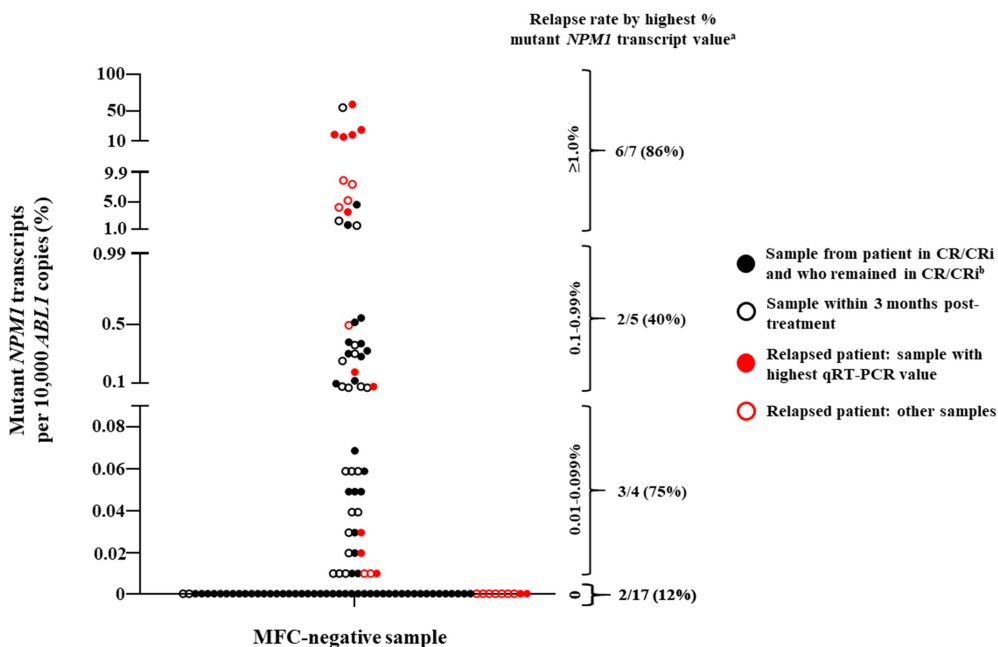 Relapse rate by highest %
mutant NPM1 transcript valueᵃ
Mutant NPM1 transcripts
per 10,000 ABL1 copies (%)
100
50
10
9.9
5.0
1.0
0.99
0.5
0.1
0.08
0.06
0.04
0.02
0
≥1.0%
6/7 (86%)
0.1-0.99%
2/5 (40%)
0.01-0.099%
3/4 (75%)
0
2/17 (12%)
Sample from patient in CR/CRi
and who remained in CR/CRiᵇ
Sample within 3 months post-
treatment
Relapsed patient: sample with
highest qRT-PCR value
Relapsed patient: other samples
MFC-negative sample